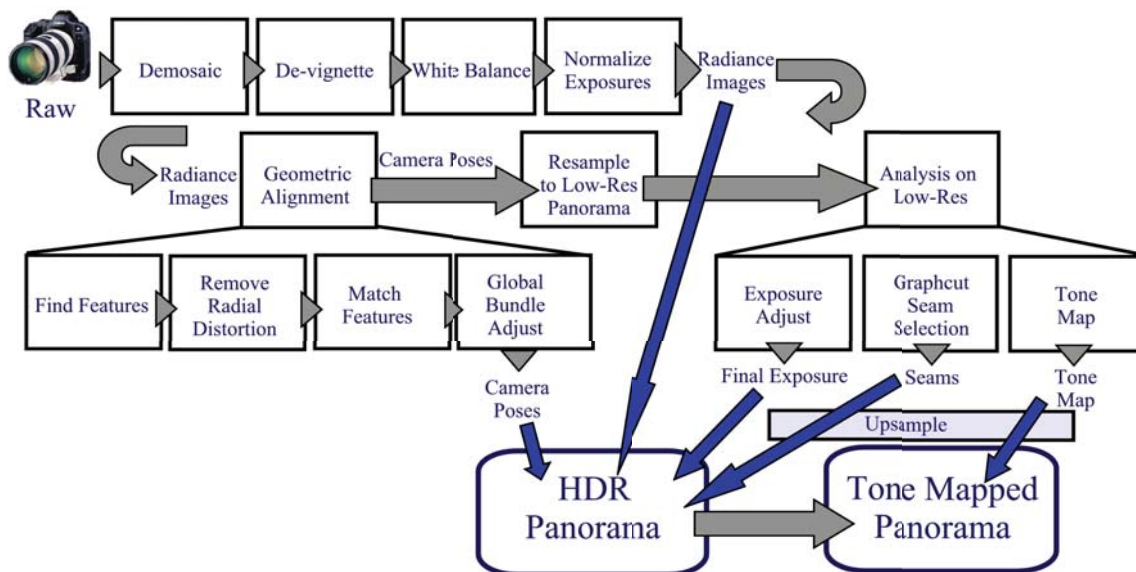 Raw
Demosaic
De-vignette
White Balance
Normalize
Exposures
Radiance
Images
Radiance
Images
Geometric
Alignment
Camera Poses
Resample
to Low-Res
Panorama
Analysis on
Low-Res
Find Features
Remove
Radial
Distortion
Match
Features
Global
Bundle
Adjust
Exposure
Adjust
Graphcut
Seam
Selection
Tone
Map
Camera
Poses
Final Exposure
Seams
Tone
Map
Upsample
HDR
Panorama
Tone Mapped
Panorama